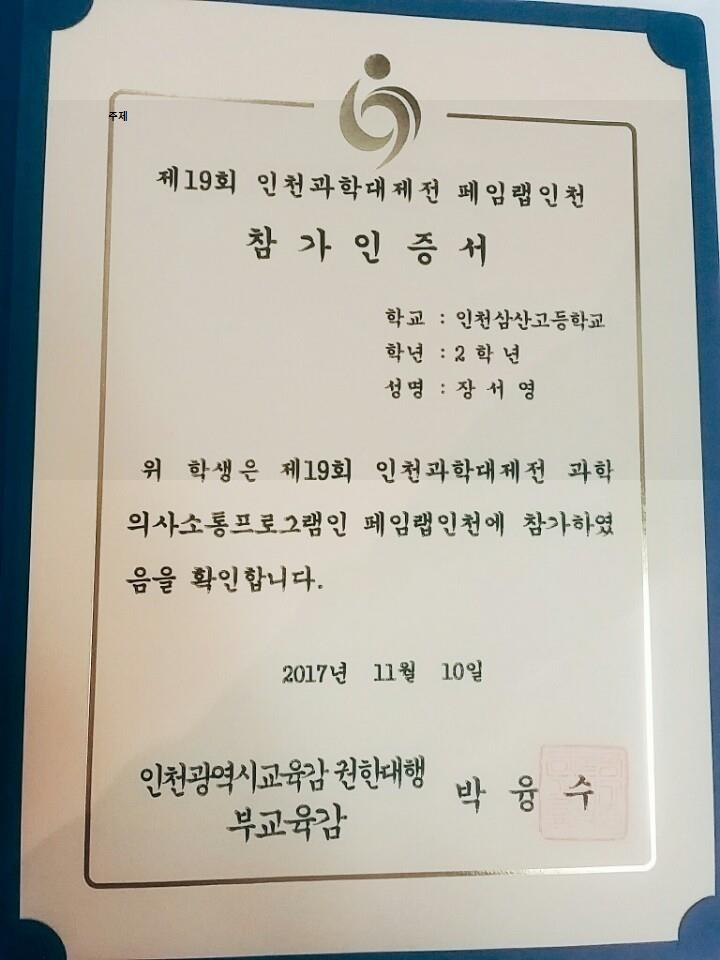 주제
제19회 인천과학대제전 페임랩인천
참가인증서
학교 : 인천삼산고등학교
학년 : 2학년
성명 : 장서영
위 학생은 제19회 인천과학대제전 과학
의사소통프로그램인 페임랩인천에 참가하였
음을 확인합니다.
2017년 11월 10일
인천광역시교육감 권한대행
부교육감
박융수